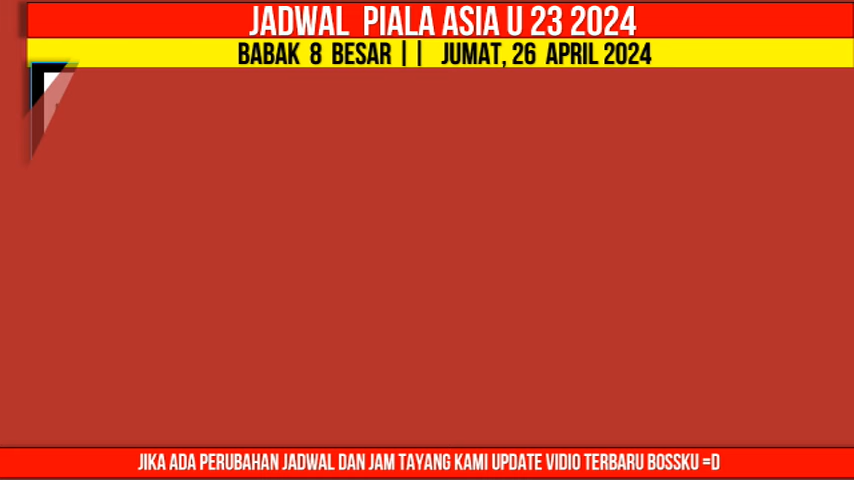 JADWAL PIALA ASIA U 23 2024
BABAK 8 BESAR || JUMAT, 26 APRIL 2024
JIKA ADA PERUBAHAN JADWAL DAN JAM TAYANG KAMI UPDATE VIDIO TERBARU BOSSKU =D